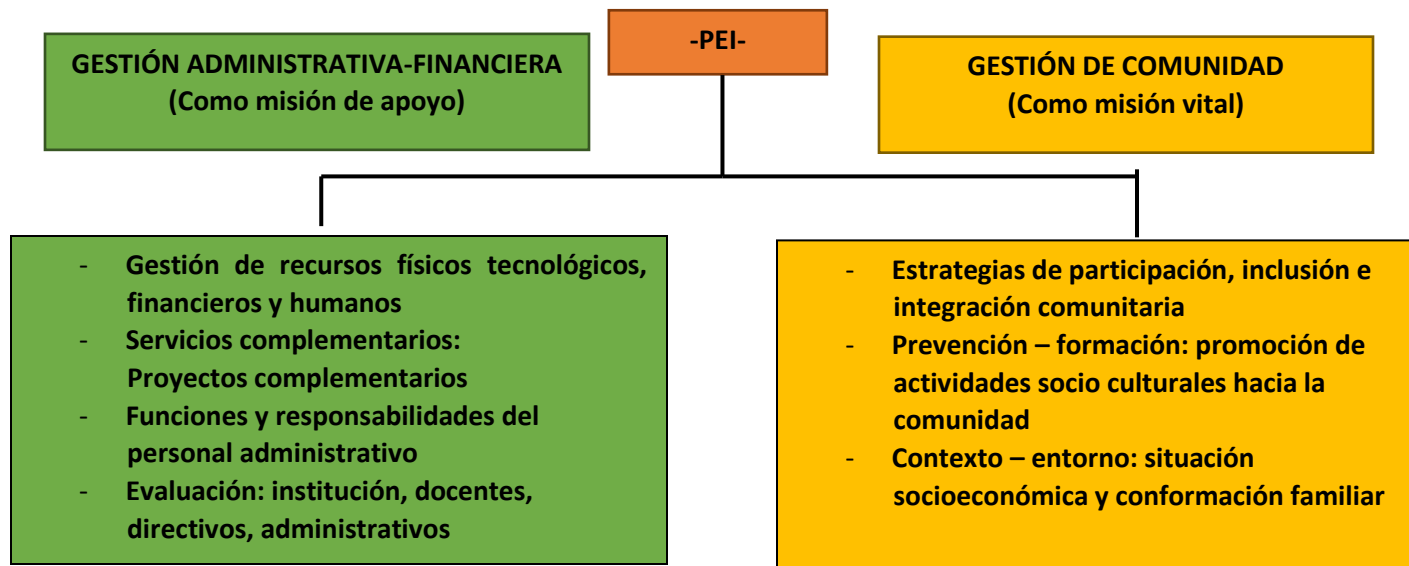 -PEI-
GESTIÓN ADMINISTRATIVA-FINANCIERA
(Como misión de apoyo)
GESTIÓN DE COMUNIDAD
(Como misión vital)
- Gestión de recursos físicos tecnológicos,
financieros y humanos
- Servicios complementarios:
Proyectos complementarios
- Funciones y responsabilidades del
personal administrativo
- Evaluación: institución, docentes,
directivos, administrativos
- Estrategias de participación, inclusión e
integración comunitaria
- Prevención – formación: promoción de
actividades socio culturales hacia la
comunidad
- Contexto – entorno: situación
socioeconómica y conformación familiar